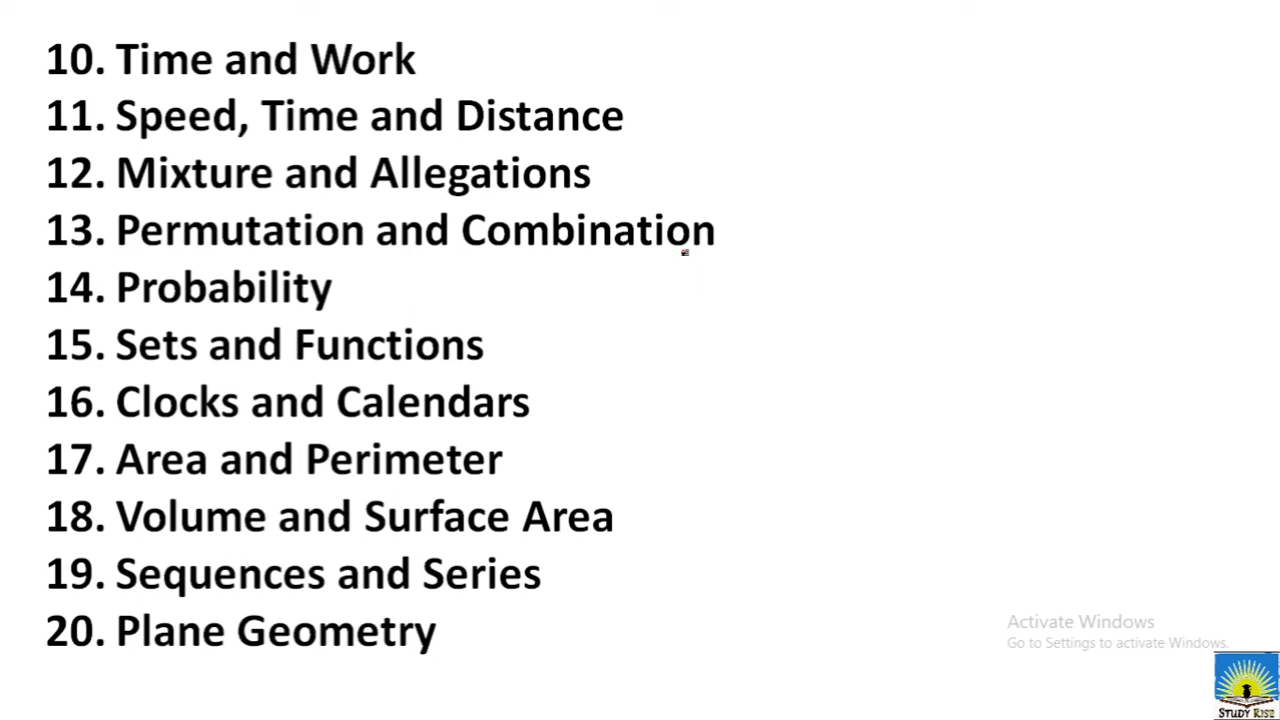 10. Time and Work
11. Speed, Time and Distance
12. Mixture and Allegations
13. Permutation and Combination
14. Probability
15. Sets and Functions
16. Clocks and Calendars
17. Area and Perimeter
18. Volume and Surface Area
19. Sequences and Series
20. Plane Geometry
Activate Windows
Go to Settings to activate Windows.
STUDY RISE